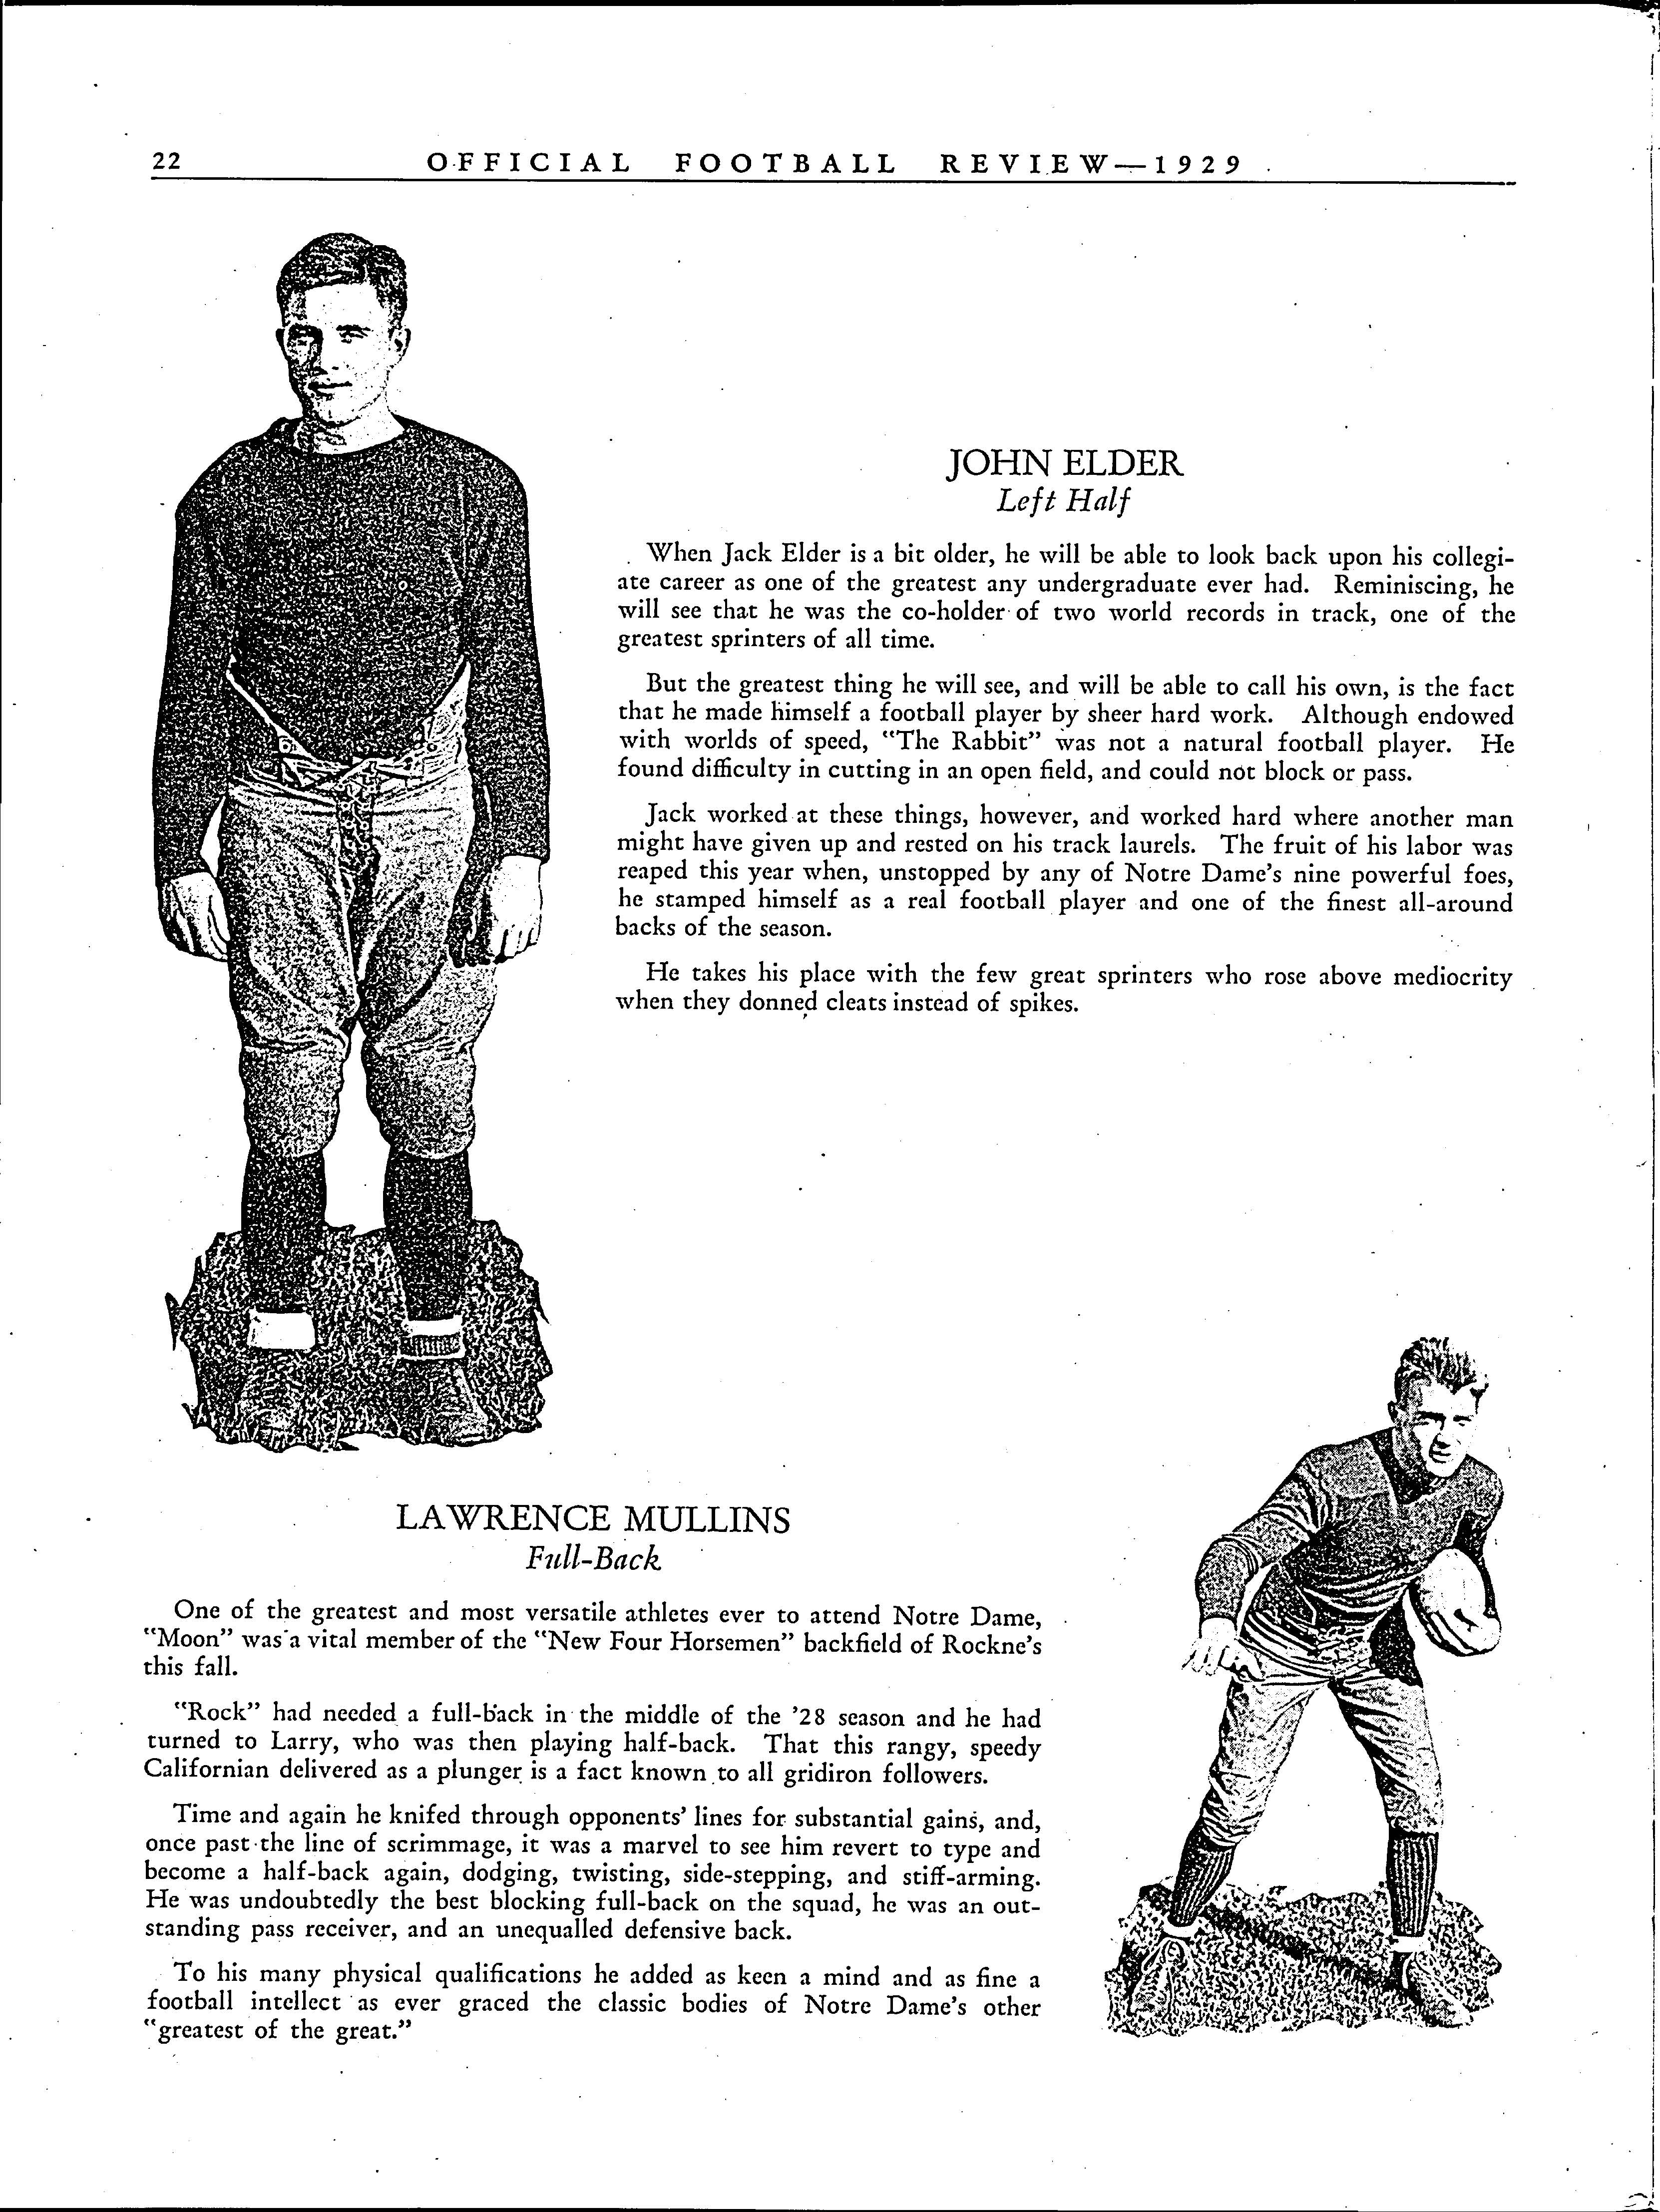 22 OFFICIAL FOOTBALL REVIEW—1929
JOHN ELDER
Left Half
When Jack Elder is a bit older, he will be able to look back upon his collegi-
ate career as one of the greatest any undergraduate ever had. Reminiscing, he
will see that he was the co-holder of two world records in track, one of the
greatest sprinters of all time.
But the greatest thing he will see, and will be able to call his own, is the fact
that he made himself a football player by sheer hard work. Although endowed
with worlds of speed, "The Rabbit" was not a natural football player. He
found difficulty in cutting in an open field, and could not block or pass.
Jack worked at these things, however, and worked hard where another man
might have given up and rested on his track laurels. The fruit of his labor was
reaped this year when, unstopped by any of Notre Dame's nine powerful foes,
he stamped himself as a real football player and one of the finest all-around
backs of the season.
He takes his place with the few great sprinters who rose above mediocrity
when they donned cleats instead of spikes.
LAWRENCE MULLINS
Full-Back
One of the greatest and most versatile athletes ever to attend Notre Dame,
"Moon" was a vital member of the "New Four Horsemen" backfield of Rockne's
this fall.
"Rock" had needed a full-back in the middle of the '28 season and he had
turned to Larry, who was then playing half-back. That this rangy, speedy
Californian delivered as a plunger is a fact known to all gridiron followers.
Time and again he knifed through opponents' lines for substantial gains, and,
once past the line of scrimmage, it was a marvel to see him revert to type and
become a half-back again, dodging, twisting, side-stepping, and stiff-arming.
He was undoubtedly the best blocking full-back on the squad, he was an out-
standing pass receiver, and an unequalled defensive back.
To his many physical qualifications he added as keen a mind and as fine a
football intellect as ever graced the classic bodies of Notre Dame's other
"greatest of the great."